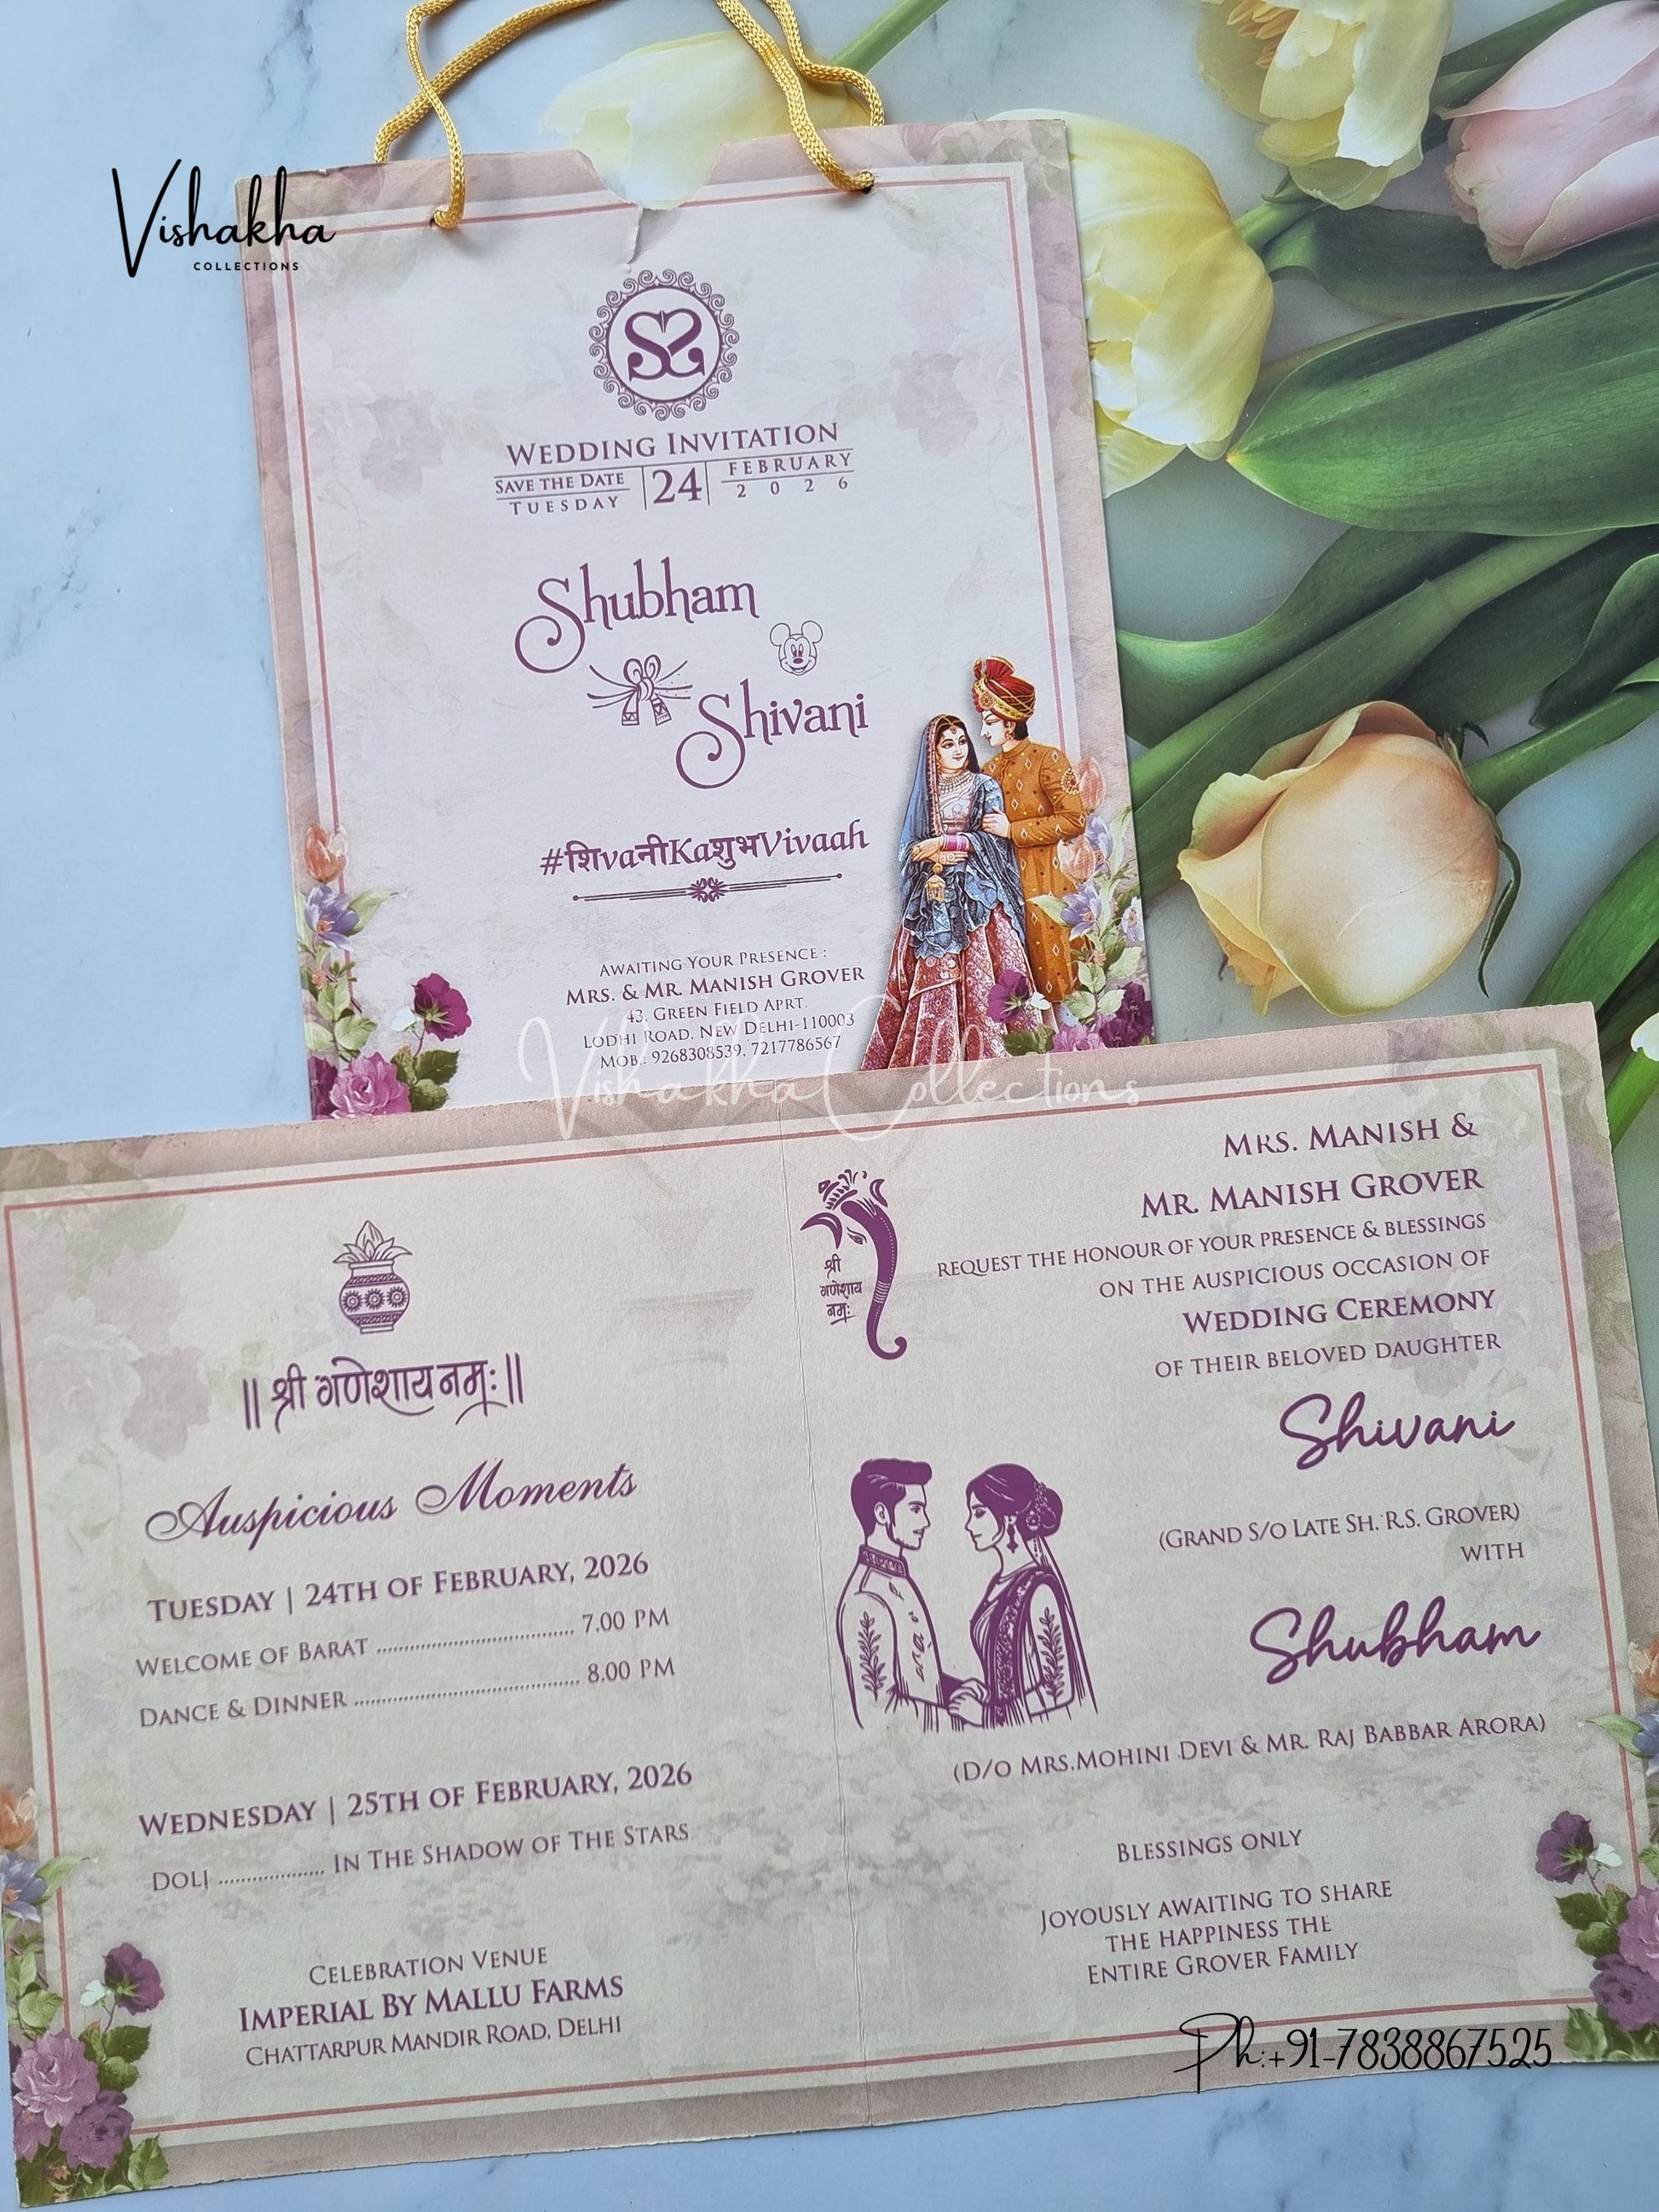 Vishakha
COLLECTIONS
SS
WEDDING INVITATION
SAVE THE DATE
TUESDAY
24
FEBRUARY
2026
Shubham
Shivani
#शिvaनीKaशुभVivaah
AWAITING YOUR PRESENCE :
MRS. & MR. MANISH GROVER
43, GREEN FIELD APRT.
LODHI ROAD, NEW DELHI-110003
MOB.: 9268308539, 7217786567
Vishakha Collections
|| श्री गणेशाय नमः ||
Auspicious Moments
TUESDAY | 24TH OF FEBRUARY, 2026
WELCOME OF BARAT ........................................ 7.00 PM
DANCE & DINNER .............................................. 8.00 PM
WEDNESDAY | 25TH OF FEBRUARY, 2026
DOLI ..................... IN THE SHADOW OF THE STARS
CELEBRATION VENUE
IMPERIAL BY MALLU FARMS
CHATTARPUR MANDIR ROAD, DELHI
श्री
गणेशाय
नमः
MRS. MANISH &
MR. MANISH GROVER
REQUEST THE HONOUR OF YOUR PRESENCE & BLESSINGS
ON THE AUSPICIOUS OCCASION OF
WEDDING CEREMONY
OF THEIR BELOVED DAUGHTER
Shivani
(GRAND S/O LATE SH. R.S. GROVER)
WITH
Shubham
(D/O MRS.MOHINI DEVI & MR. RAJ BABBAR ARORA)
BLESSINGS ONLY
JOYOUSLY AWAITING TO SHARE
THE HAPPINESS THE
ENTIRE GROVER FAMILY
Ph:+91-7838867525